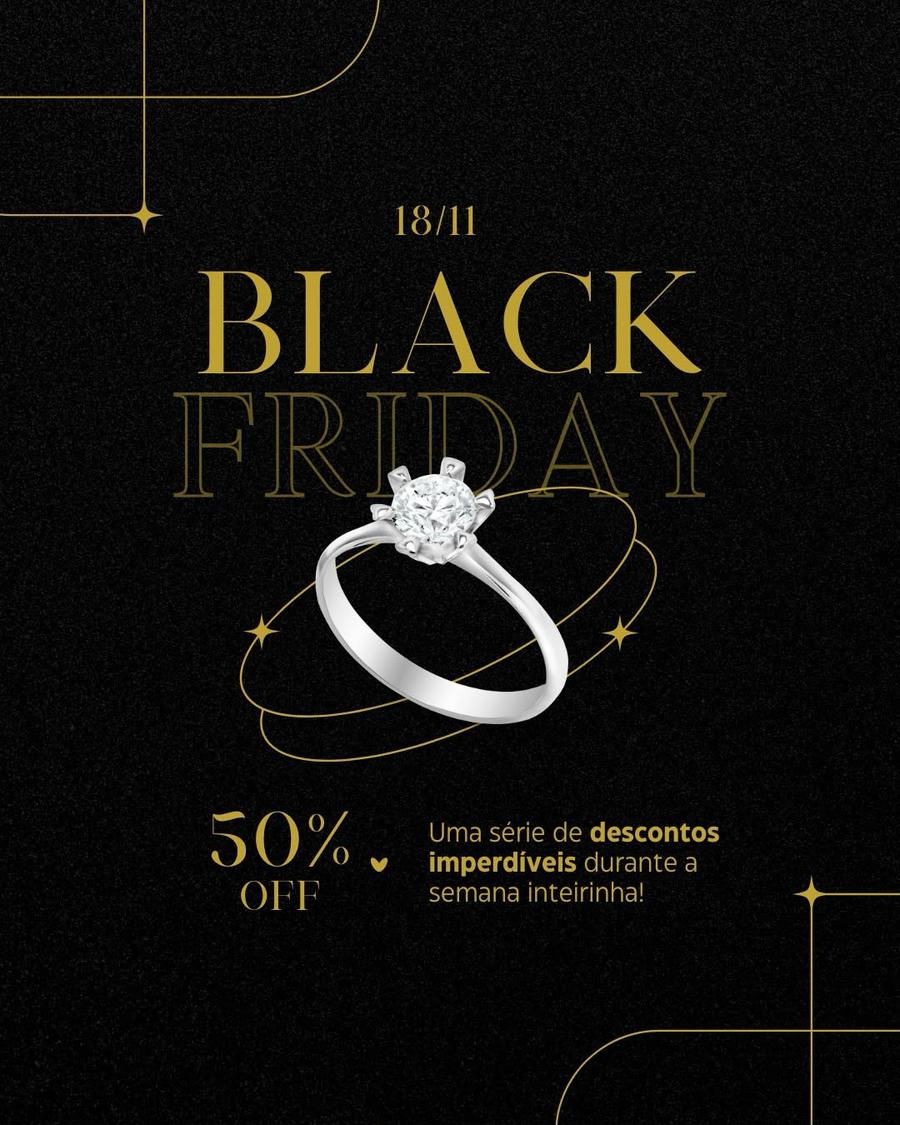 18/11
BLACK
FRIDAY
50%
OFF
Uma série de descontos
imperdíveis durante a
semana inteirinha!